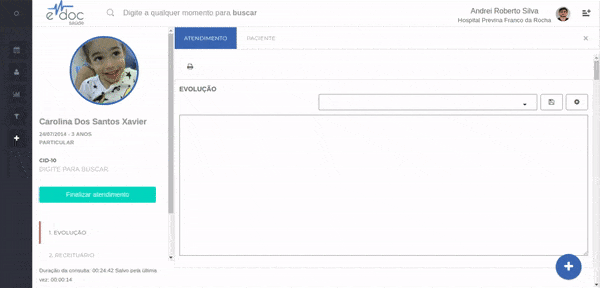 e doc
saúde
Digite a qualquer momento para buscar
Andrei Roberto Silva
Hospital Previna Franco da Rocha
ATENDIMENTO
PACIENTE
Carolina Dos Santos Xavier
24/07/2014 - 3 ANOS
PARTICULAR
CID-10
DIGITE PARA BUSCAR
Finalizar atendimento
1. EVOLUÇÃO
2. RECEITUÁRIO
Duração da consulta: 00:24:42 Salvo pela última
vez: 00:00:14
EVOLUÇÃO